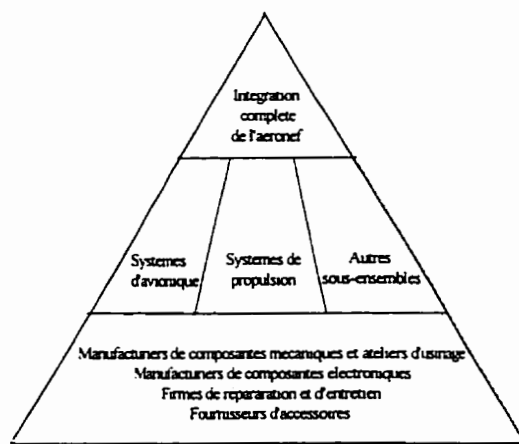 Integration
complete
de l'aeronef
Systemes
d'avionique
Systemes de
propulsion
Autres
sous-ensembles
Manufacturiers de composantes mecaniques et ateliers d'usinage
Manufacturiers de composantes electroniques
Firmes de reparation et d'entretien
Fournisseurs d'accessoires